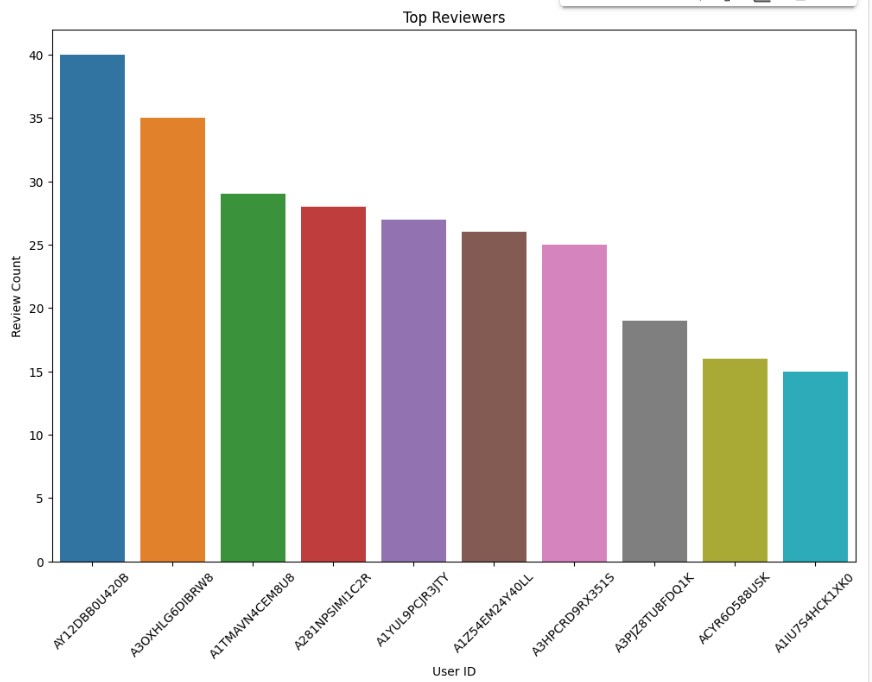 Top Reviewers
40
35
30
25
20
15
10
5
0
Review Count
AY12DBB0U420B
A3OXHLG6DIBRW8
A1TMAVN4CEM8U8
A281NPSIMI1C2R
A1YUL9PCJR3JTY
A1Z54EM24Y40LL
A3HPCRD9RX351S
A3PJZ8TU8FDQ1K
ACYR6O588USK
A1IU7S4HCK1XK0
User ID